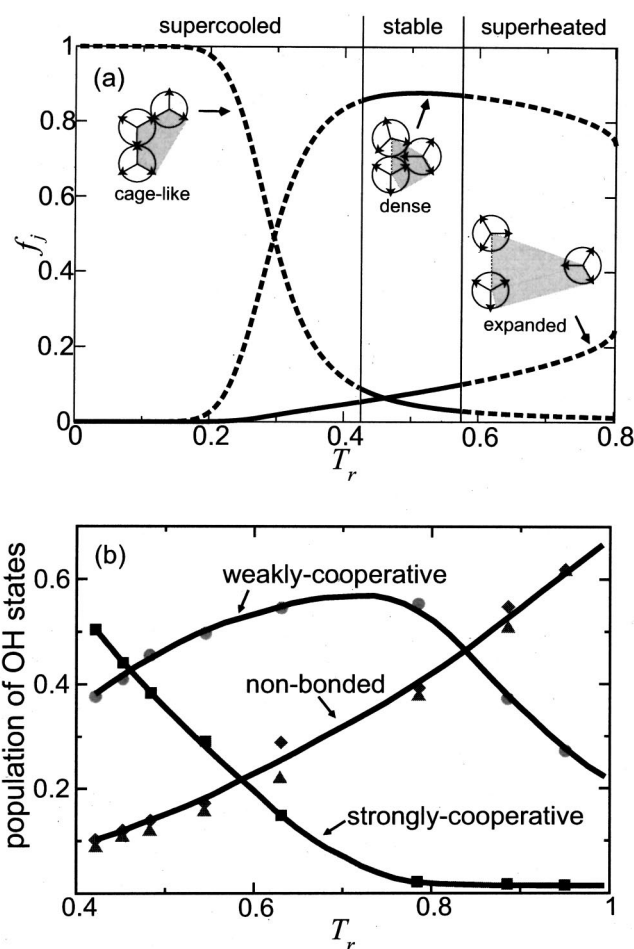 supercooled stable superheated
1
(a)
0.8
cage-like
dense
0.6
f_j
0.4
expanded
0.2
0
0 0.2 0.4 0.6 0.8
T_r
(b)
0.6
weakly-cooperative
non-bonded
0.4
population of OH states
0.2
strongly-cooperative
0.4 0.6 0.8 1
T_r